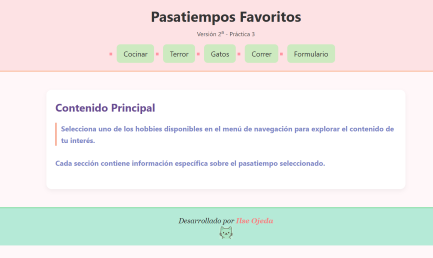 Pasatiempos Favoritos
Versión 2º - Práctica 3
Cocinar Terror Gatos Correr Formulario
Contenido Principal
Selecciona uno de los hobbies disponibles en el menú de navegación para explorar el contenido de
tu interés.
Cada sección contiene información específica sobre el pasatiempo seleccionado.
Desarrollado por Ilse Ojeda